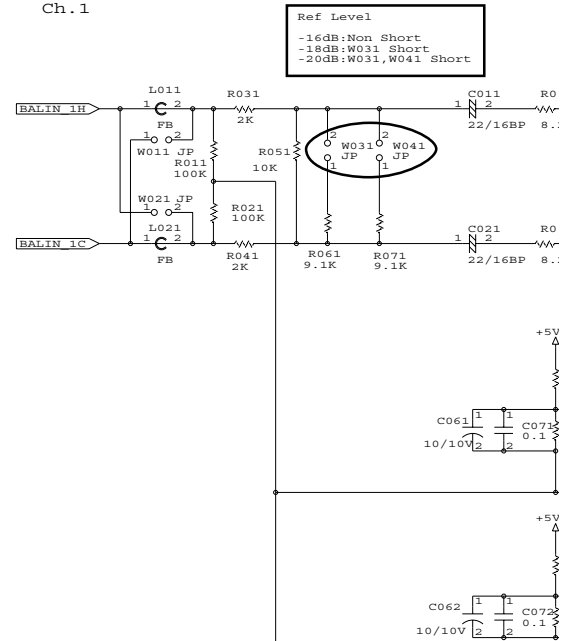 Ch.1
Ref Level
-16dB:Non Short
-18dB:W031 Short
-20dB:W031,W041 Short
L011
R031
C011
R0
BALIN_1H
1 2
1 2
FB
2K
22/16BP
8.
1 2
W011 JP
R011
100K
R051
10K
2
W031
JP
1
2
W041
JP
1
W021 JP
1 2
R021
100K
L021
C021
R0
BALIN_1C
1 2
1 2
FB
R041
2K
R061
9.1K
R071
9.1K
22/16BP
8.
+5V
C061
1
1
C071
0.1
10/10V
2
2
+5V
C062
1
1
C072
0.1
10/10V
2
2